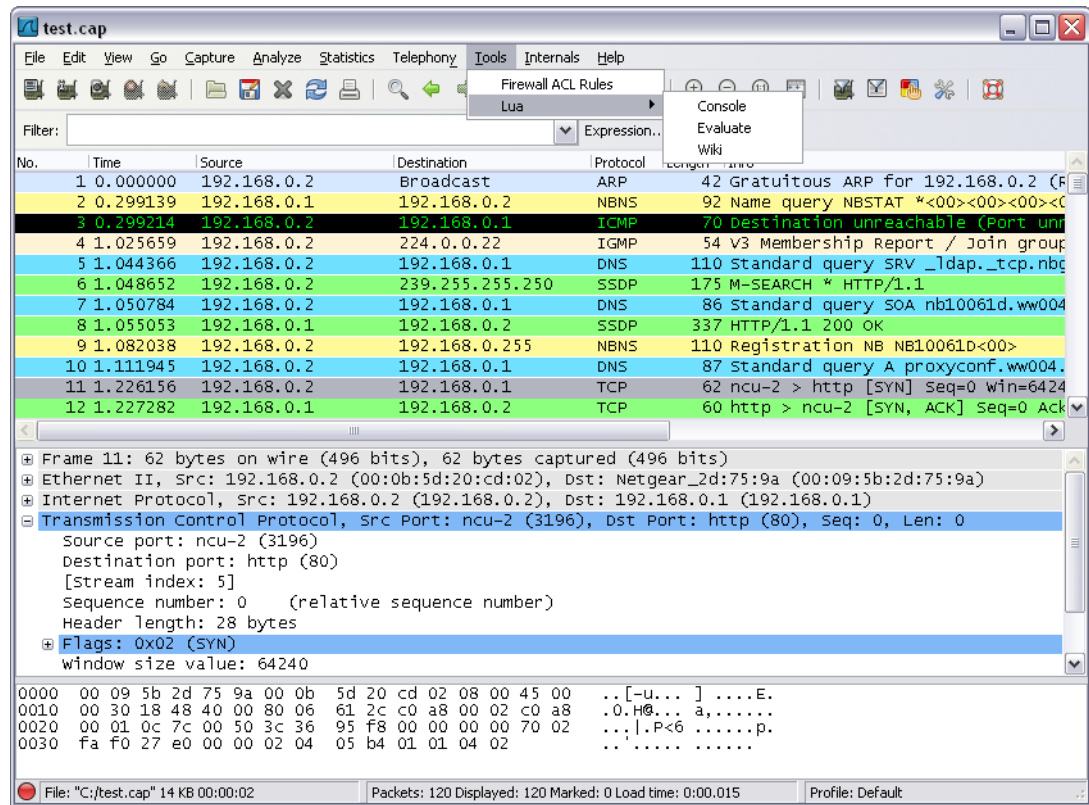 test.cap
File Edit View Go Capture Analyze Statistics Telephony Tools Internals Help
Firewall ACL Rules
Lua
Console
Evaluate
Wiki
Filter: Expression..
No. Time Source Destination Protocol Length Info
1 0.000000 192.168.0.2 Broadcast ARP 42 Gratuitous ARP for 192.168.0.2 (R
2 0.299139 192.168.0.1 192.168.0.2 NBNS 92 Name query NBSTAT *<00><00><00><0
3 0.299214 192.168.0.2 192.168.0.1 ICMP 70 Destination unreachable (Port unr
4 1.025659 192.168.0.2 224.0.0.22 IGMP 54 V3 Membership Report / Join group
5 1.044366 192.168.0.2 192.168.0.1 DNS 110 Standard query SRV _ldap._tcp.nbg
6 1.048652 192.168.0.2 239.255.255.250 SSDP 175 M-SEARCH * HTTP/1.1
7 1.050784 192.168.0.2 192.168.0.1 DNS 86 Standard query SOA nb10061d.ww004
8 1.055053 192.168.0.1 192.168.0.2 SSDP 337 HTTP/1.1 200 OK
9 1.082038 192.168.0.2 192.168.0.255 NBNS 110 Registration NB NB10061D<00>
10 1.111945 192.168.0.2 192.168.0.1 DNS 87 Standard query A proxyconf.ww004.
11 1.226156 192.168.0.2 192.168.0.1 TCP 62 ncu-2 > http [SYN] Seq=0 Win=6424
12 1.227282 192.168.0.1 192.168.0.2 TCP 60 http > ncu-2 [SYN, ACK] Seq=0 Ack
Frame 11: 62 bytes on wire (496 bits), 62 bytes captured (496 bits)
Ethernet II, Src: 192.168.0.2 (00:0b:5d:20:cd:02), Dst: Netgear_2d:75:9a (00:09:5b:2d:75:9a)
Internet Protocol, Src: 192.168.0.2 (192.168.0.2), Dst: 192.168.0.1 (192.168.0.1)
Transmission Control Protocol, Src Port: ncu-2 (3196), Dst Port: http (80), Seq: 0, Len: 0
Source port: ncu-2 (3196)
Destination port: http (80)
[Stream index: 5]
Sequence number: 0 (relative sequence number)
Header length: 28 bytes
Flags: 0x02 (SYN)
Window size value: 64240
0000 00 09 5b 2d 75 9a 00 0b 5d 20 cd 02 08 00 45 00 ..[-u... ] ....E.
0010 00 30 18 48 40 00 80 06 61 2c c0 a8 00 02 c0 a8 .0.H@... a,......
0020 00 01 0c 7c 00 50 3c 36 95 f8 00 00 00 00 70 02 ...|.P<6 ......p.
0030 fa f0 27 e0 00 00 02 04 05 b4 01 01 04 02 ..'..... ......
File: "C:/test.cap" 14 KB 00:00:02 Packets: 120 Displayed: 120 Marked: 0 Load time: 0:00.015 Profile: Default